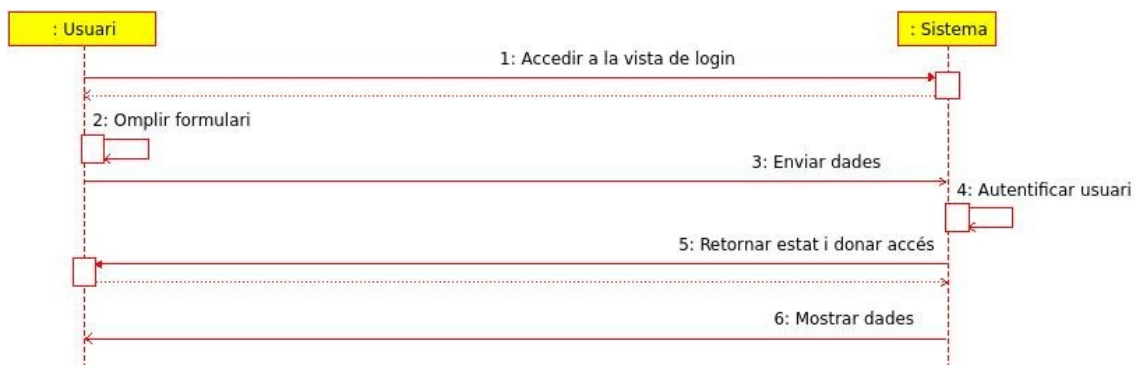 : Usuari
: Sistema
1: Accedir a la vista de login
2: Omplir formulari
3: Enviar dades
4: Autentificar usuari
5: Retornar estat i donar accés
6: Mostrar dades